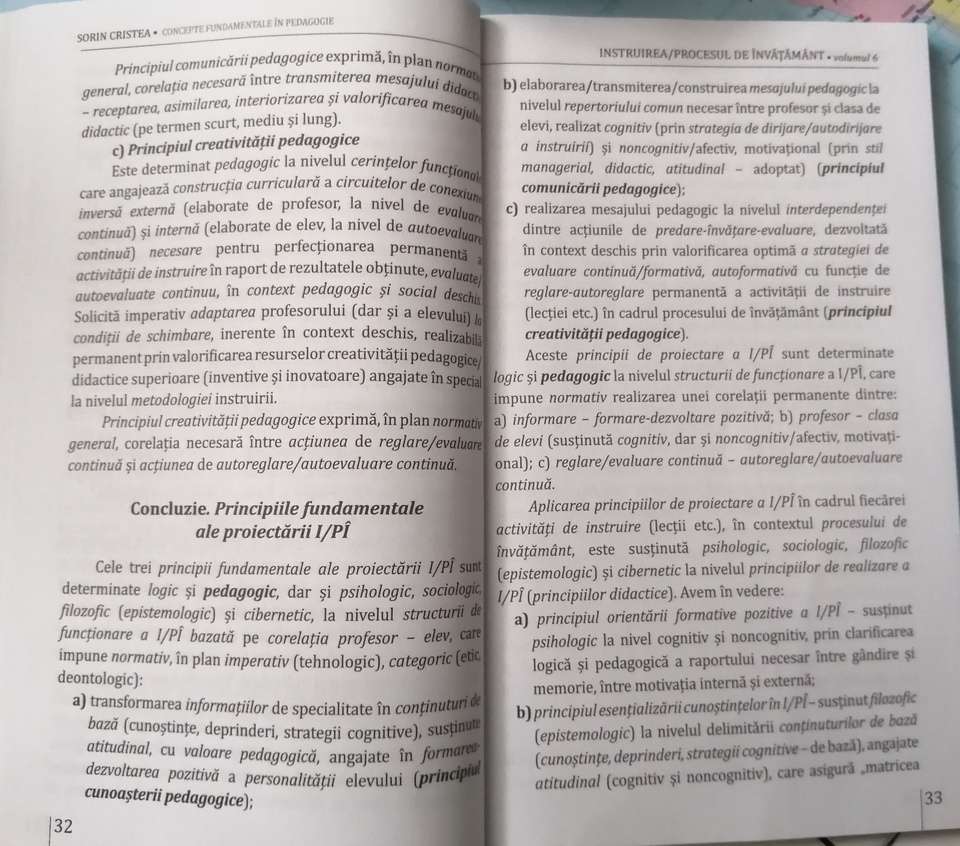 SORIN CRISTEA • CONCEPTE FUNDAMENTALE ÎN PEDAGOGIE
Principiul comunicării pedagogice exprimă, în plan
general, corelația necesară între transmiterea mesajului
– receptarea, asimilarea, interiorizarea și valorificarea
didactic (pe termen scurt, mediu și lung).
c) Principiul creativității pedagogice
Este determinat pedagogic la nivelul cerințelor
care angajează construcția curriculară a circuitelor de
inversă externă (elaborate de profesor, la nivel de evaluare
continuă) și internă (elaborate de elev, la nivel de autoevaluare
continuă) necesare pentru perfecționarea permanentă a
activității de instruire în raport de rezultatele obținute, evaluate/
autoevaluate continuu, în context pedagogic și social deschis.
Solicită imperativ adaptarea profesorului (dar și a elevului) la
condiții de schimbare, inerente în context deschis, realizabilă
permanent prin valorificarea resurselor creativității pedagogice/
didactice superioare (inventive și inovatoare) angajate în special
la nivelul metodologiei instruirii.
Principiul creativității pedagogice exprimă, în plan normativ
general, corelația necesară între acțiunea de reglare/evaluare
continuă și acțiunea de autoreglare/autoevaluare continuă.
Concluzie. Principiile fundamentale
ale proiectării I/PÎ
Cele trei principii fundamentale ale proiectării I/PÎ sunt
determinate logic și pedagogic, dar și psihologic, sociologic,
filozofic (epistemologic) și cibernetic, la nivelul structurii de
funcționare a I/PÎ bazată pe corelația profesor – elev, care
impune normativ, în plan imperativ (tehnologic), categoric (etic,
deontologic):
a) transformarea informațiilor de specialitate în conținuturi de
bază (cunoștințe, deprinderi, strategii cognitive), susținute
atitudinal, cu valoare pedagogică, angajate în formarea-
dezvoltarea pozitivă a personalității elevului (principiul
cunoașterii pedagogice);
32
INSTRUIREA/PROCESUL DE ÎNVĂȚĂMÂNT • volumul 6
b) elaborarea/transmiterea/construirea mesajului pedagogic la
nivelul repertoriului comun necesar între profesor și clasa de
elevi, realizat cognitiv (prin strategia de dirijare/autodirijare
a instruirii) și noncognitiv/afectiv, motivațional (prin stil
managerial, didactic, atitudinal – adoptat) (principiul
comunicării pedagogice);
c) realizarea mesajului pedagogic la nivelul interdependenței
dintre acțiunile de predare-învățare-evaluare, dezvoltată
în context deschis prin valorificarea optimă a strategiei de
evaluare continuă/formativă, autoformativă cu funcție de
reglare-autoreglare permanentă a activității de instruire
(lecției etc.) în cadrul procesului de învățământ (principiul
creativității pedagogice).
Aceste principii de proiectare a I/PÎ sunt determinate
logic și pedagogic la nivelul structurii de funcționare a I/PÎ, care
impune normativ realizarea unei corelații permanente dintre:
a) informare – formare-dezvoltare pozitivă; b) profesor – clasa
de elevi (susținută cognitiv, dar și noncognitiv/afectiv, motivați-
onal); c) reglare/evaluare continuă – autoreglare/autoevaluare
continuă.
Aplicarea principiilor de proiectare a I/PÎ în cadrul fiecărei
activități de instruire (lecții etc.), în contextul procesului de
învățământ, este susținută psihologic, sociologic, filozofic
(epistemologic) și cibernetic la nivelul principiilor de realizare a
I/PÎ (principiilor didactice). Avem în vedere:
a) principiul orientării formative pozitive a I/PÎ – susținut
psihologic la nivel cognitiv și noncognitiv, prin clarificarea
logică și pedagogică a raportului necesar între gândire și
memorie, între motivația internă și externă;
b) principiul esențializării cunoștințelor în I/PÎ – susținut filozofic
(epistemologic) la nivelul delimitării conținuturilor de bază
(cunoștințe, deprinderi, strategii cognitive – de bază), angajate
atitudinal (cognitiv și noncognitiv), care asigură „matricea
33